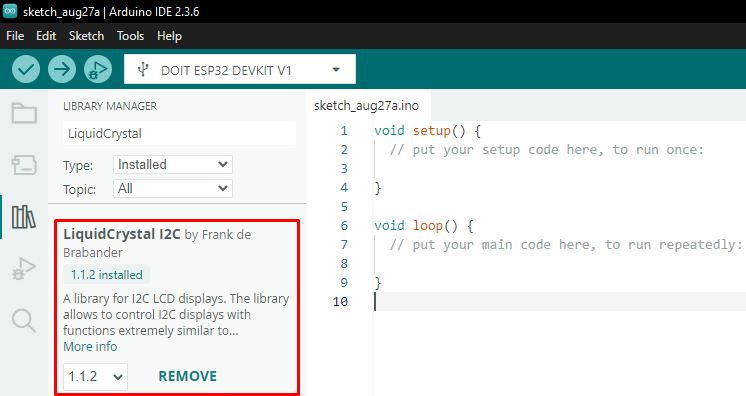 sketch_aug27a | Arduino IDE 2.3.6
File Edit Sketch Tools Help
DOIT ESP32 DEVKIT V1
LIBRARY MANAGER
LiquidCrystal
Type: Installed
Topic: All
LiquidCrystal I2C by Frank de
Brabander
1.1.2 installed
A library for I2C LCD displays. The library
allows to control I2C displays with
functions extremely similar to...
More info
1.1.2 REMOVE
sketch_aug27a.ino
1 void setup() {
2 // put your setup code here, to run once:
3
4 }
5
6 void loop() {
7 // put your main code here, to run repeatedly:
8
9 }
10